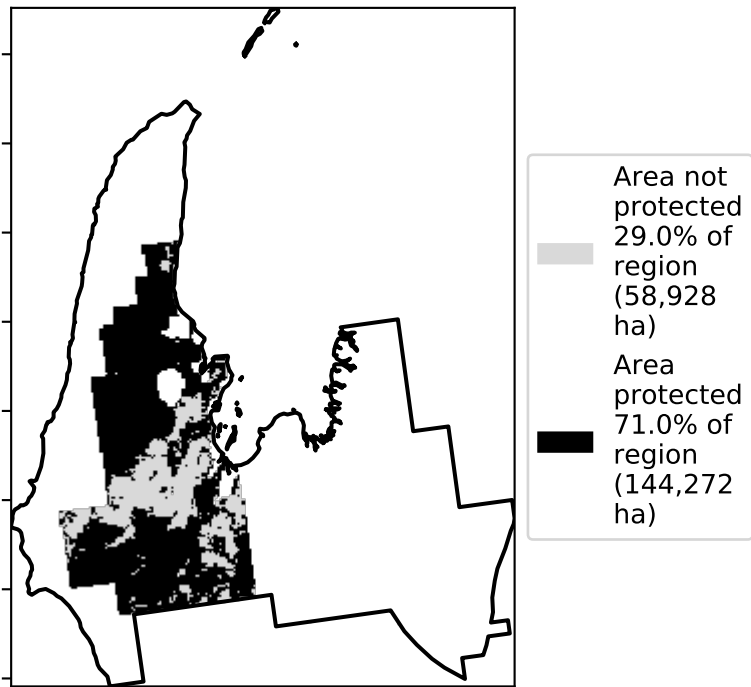 Area not
protected
29.0% of
region
(58,928
ha)
Area
protected
71.0% of
region
(144,272
ha)